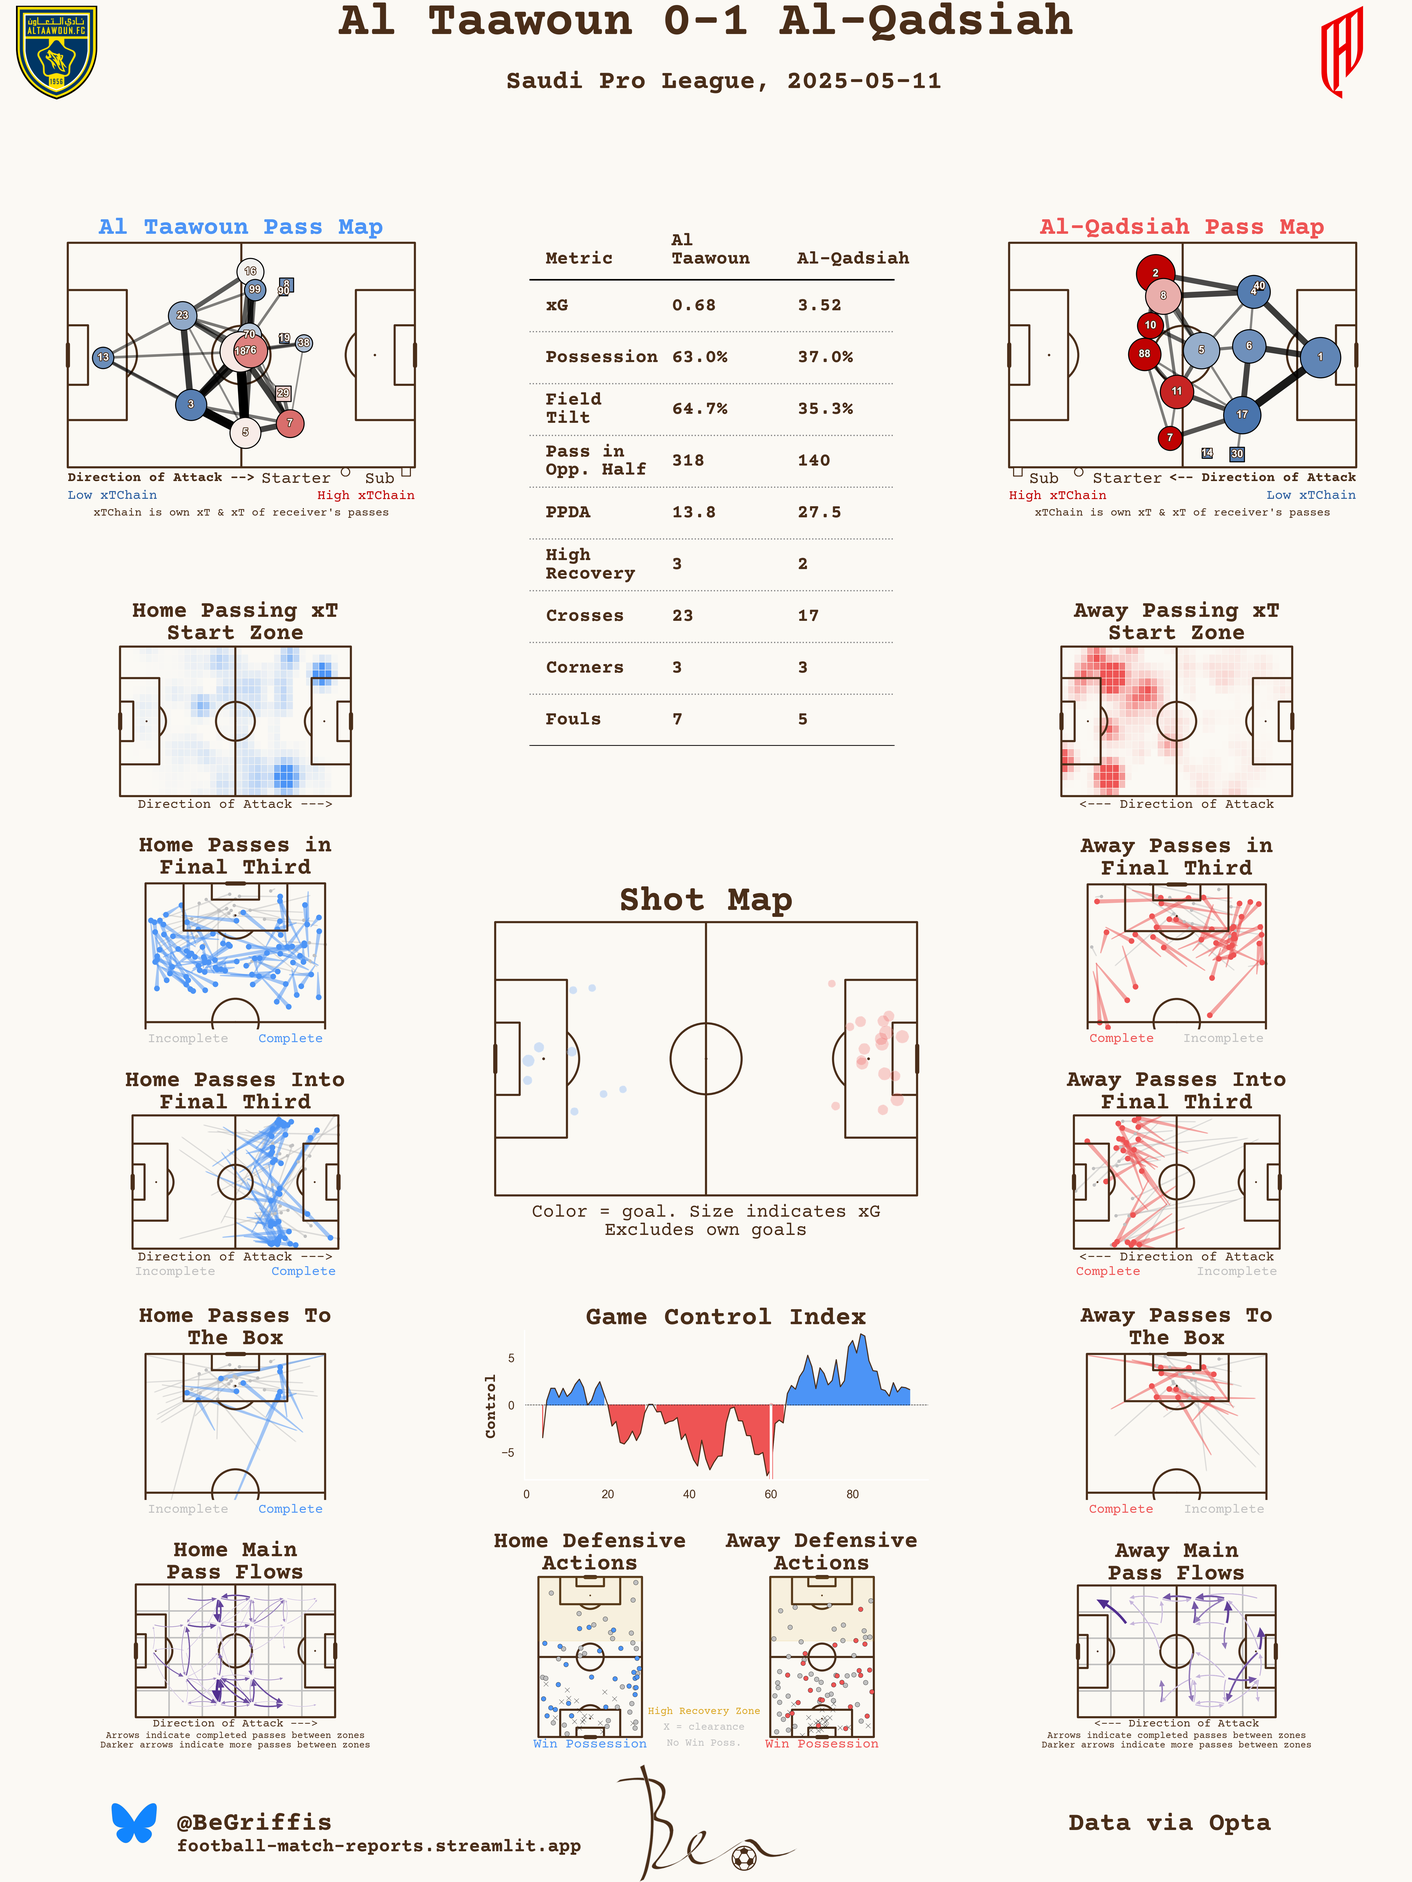 Al Taawoun 0-1 Al-Qadsiah
Saudi Pro League, 2025-05-11
نادي التعاون
ALTAAWOUN.FC
1956
Al Taawoun Pass Map
16
99
8
90
23
70
18
76
19
38
13
29
3
7
5
Direction of Attack --> Starter Sub
Low xTChain High xTChain
xTChain is own xT & xT of receiver's passes
Metric Al Taawoun Al-Qadsiah
xG 0.68 3.52
Possession 63.0% 37.0%
Field Tilt 64.7% 35.3%
Pass in Opp. Half 318 140
PPDA 13.8 27.5
High Recovery 3 2
Crosses 23 17
Corners 3 3
Fouls 7 5
Al-Qadsiah Pass Map
2
8
40
4
10
88
5
6
1
11
17
7
14
30
Sub Starter <-- Direction of Attack
High xTChain Low xTChain
xTChain is own xT & xT of receiver's passes
Home Passing xT
Start Zone
Direction of Attack --->
Away Passing xT
Start Zone
<--- Direction of Attack
Home Passes in
Final Third
Incomplete Complete
Away Passes in
Final Third
Complete Incomplete
Shot Map
Color = goal. Size indicates xG
Excludes own goals
Home Passes Into
Final Third
Direction of Attack --->
Incomplete Complete
Away Passes Into
Final Third
<--- Direction of Attack
Complete Incomplete
Home Passes To
The Box
Incomplete Complete
Game Control Index
Control
5
0
−5
0 20 40 60 80
Away Passes To
The Box
Complete Incomplete
Home Main
Pass Flows
Direction of Attack --->
Arrows indicate completed passes between zones
Darker arrows indicate more passes between zones
Home Defensive
Actions
Win Possession
High Recovery Zone
X = clearance
No Win Poss.
Away Defensive
Actions
Win Possession
Away Main
Pass Flows
<--- Direction of Attack
Arrows indicate completed passes between zones
Darker arrows indicate more passes between zones
@BeGriffis
football-match-reports.streamlit.app
Ben
Data via Opta